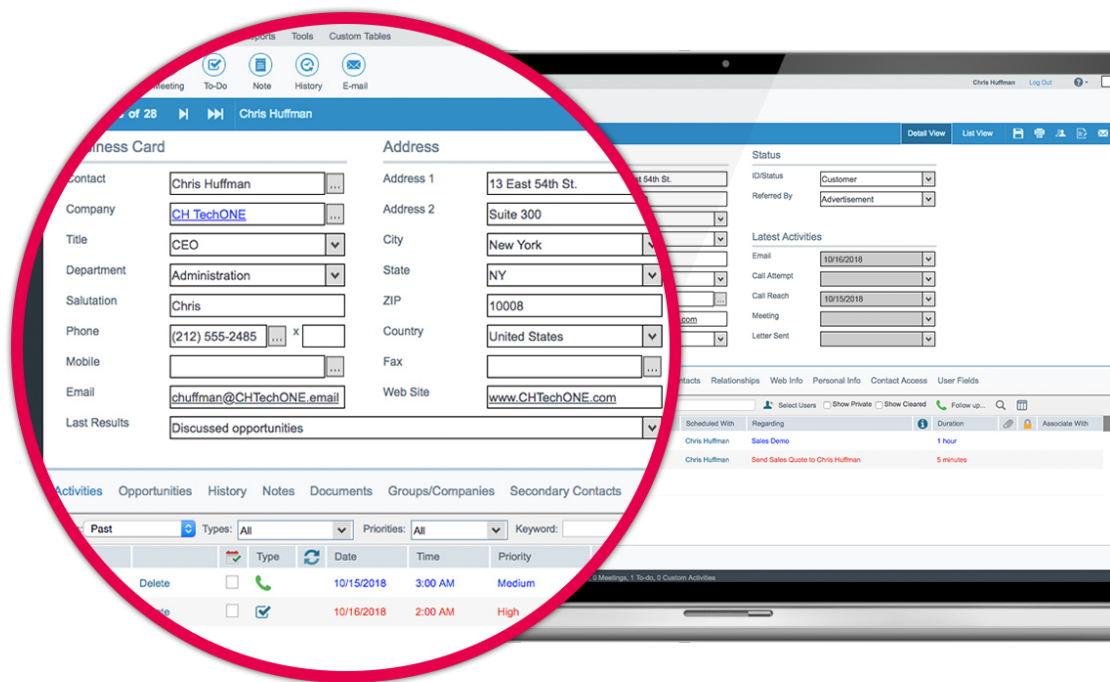 Tools Custom Tables
To-Do Note History E-mail
of 28 Chris Huffman
Card Address
Contact Chris Huffman ... Address 1 13 East 54th St.
Company CH TechONE ... Address 2 Suite 300
Title CEO City New York
Department Administration State NY
Salutation Chris ZIP 10008
Phone (212) 555-2485 ... x Country United States
Mobile ... Fax ...
Email chuffman@CHTechONE.email Web Site www.CHTechONE.com
Last Results Discussed opportunities
Activities Opportunities History Notes Documents Groups/Companies Secondary Contacts
Past Types: All Priorities: All Keyword:
Type Date Time Priority
Delete 10/15/2018 3:00 AM Medium
10/16/2018 2:00 AM High
Chris Huffman Log Out ?
Detail View List View
54th St.
Status
ID/Status Customer
Referred By Advertisement
Latest Activities
Email 10/16/2018
Call Attempt
Call Reach 10/15/2018
Meeting
.com
Letter Sent
Relationships Web Info Personal Info Contact Access User Fields
Select Users Show Private Show Cleared Follow up...
Scheduled With Regarding Duration Associate With
Chris Huffman Sales Demo 1 hour
Chris Huffman Send Sales Quote to Chris Huffman 5 minutes
0 Meetings, 1 To-do, 0 Custom Activities